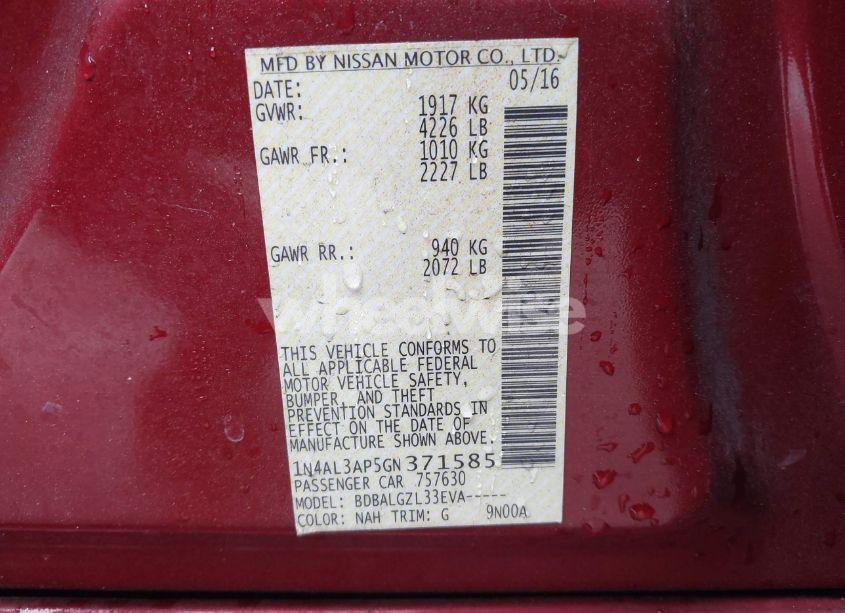 MFD BY NISSAN MOTOR CO., LTD.
DATE: 05/16
GVWR: 1917 KG
4226 LB
GAWR FR.: 1010 KG
2227 LB
GAWR RR.: 940 KG
2072 LB
wheelwise
THIS VEHICLE CONFORMS TO
ALL APPLICABLE FEDERAL
MOTOR VEHICLE SAFETY,
BUMPER, AND THEFT
PREVENTION STANDARDS IN
EFFECT ON THE DATE OF
MANUFACTURE SHOWN ABOVE.
1N4AL3AP5GN371585
PASSENGER CAR 757630
MODEL: BDBALGZL33EVA-----
COLOR: NAH TRIM: G 9N00A